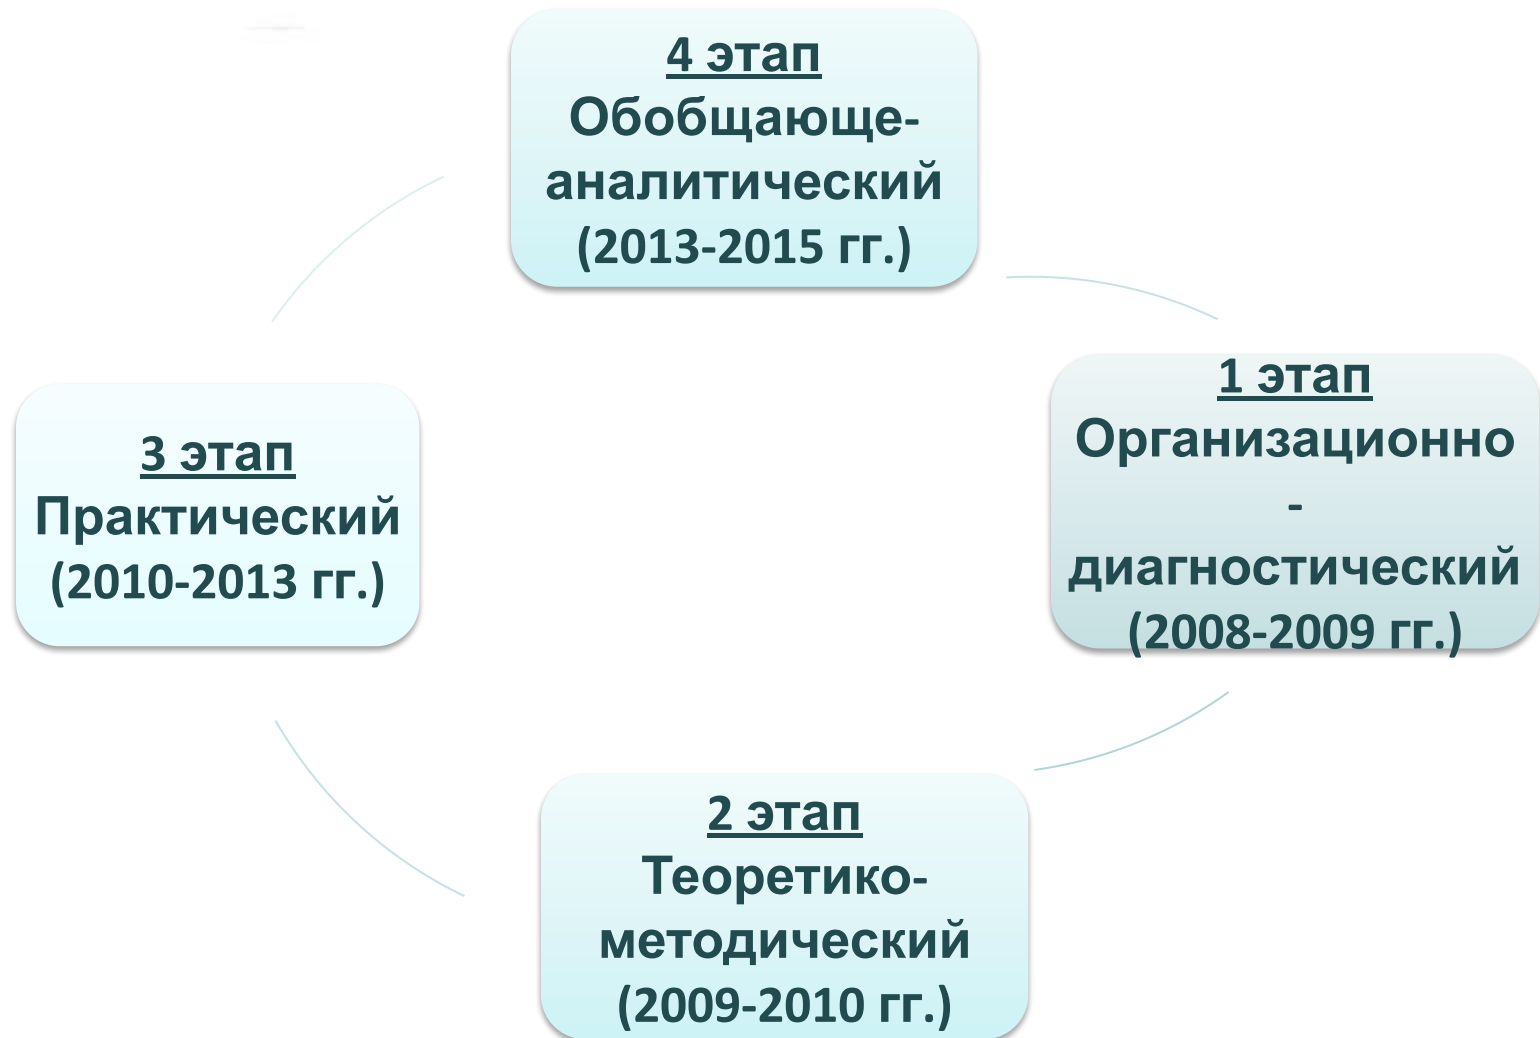 4 этап
Обобщающе-
аналитический
(2013-2015 гг.)
1 этап
Организационно
-
диагностический
(2008-2009 гг.)
3 этап
Практический
(2010-2013 гг.)
2 этап
Теоретико-
методический
(2009-2010 гг.)